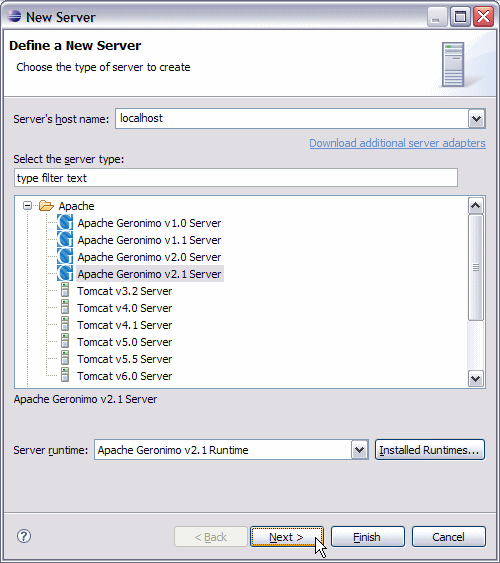 New Server
Define a New Server
Choose the type of server to create
Server's host name: localhost
Download additional server adapters
Select the server type:
type filter text
Apache
Apache Geronimo v1.0 Server
Apache Geronimo v1.1 Server
Apache Geronimo v2.0 Server
Apache Geronimo v2.1 Server
Tomcat v3.2 Server
Tomcat v4.0 Server
Tomcat v4.1 Server
Tomcat v5.0 Server
Tomcat v5.5 Server
Tomcat v6.0 Server
Apache Geronimo v2.1 Server
Server runtime: Apache Geronimo v2.1 Runtime Installed Runtimes...
? < Back Next > Finish Cancel